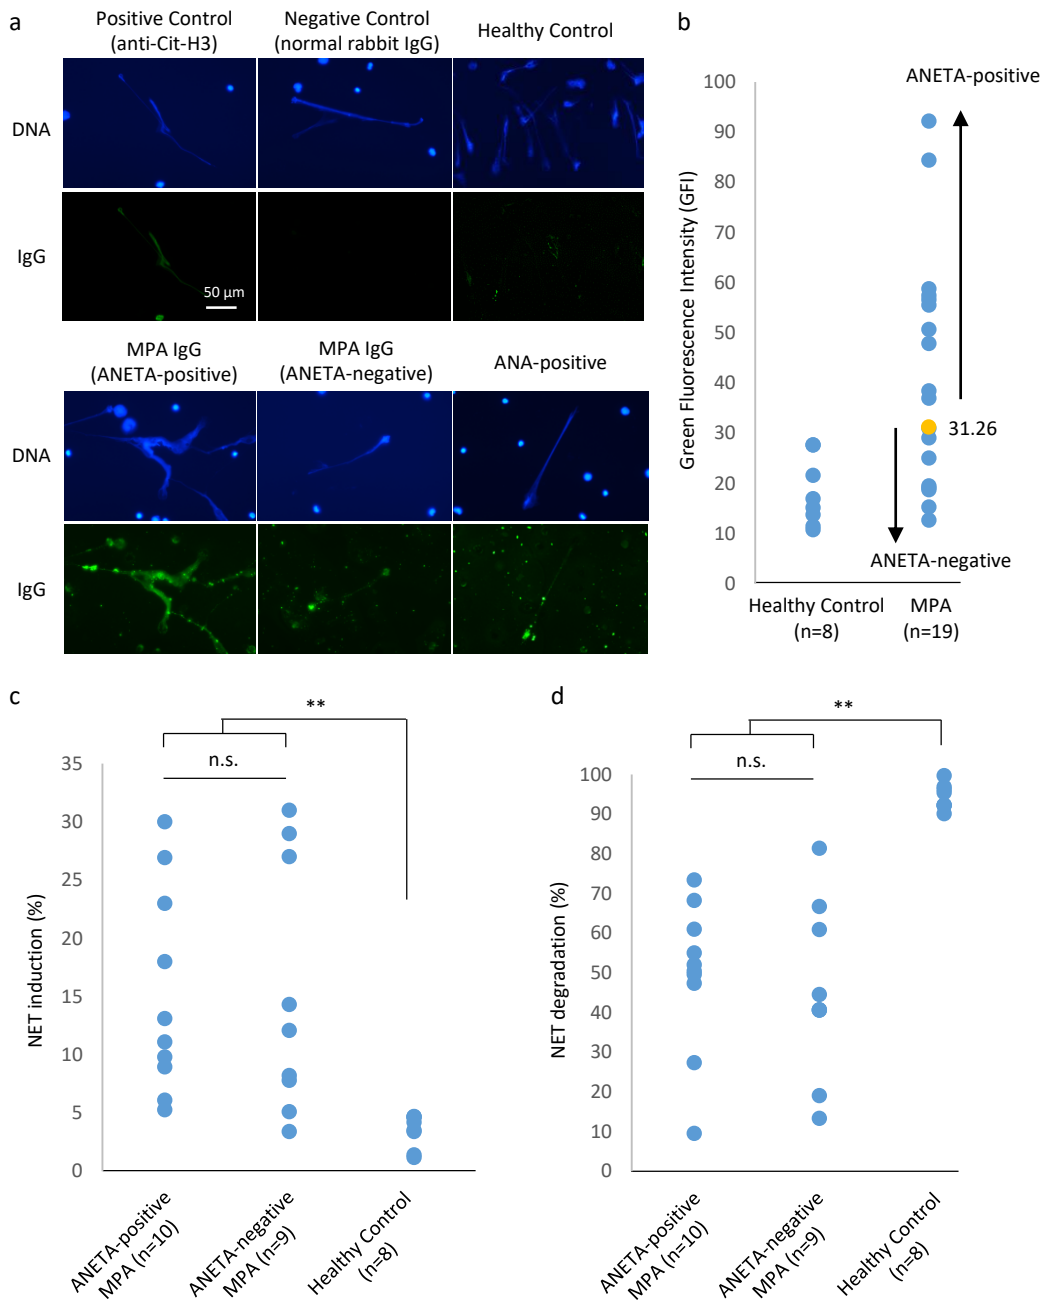 a
Positive Control
(anti-Cit-H3)
Negative Control
(normal rabbit IgG)
Healthy Control
DNA
IgG
50 μm
MPA IgG
(ANETA-positive)
MPA IgG
(ANETA-negative)
ANA-positive
DNA
IgG
b
Green Fluorescence Intensity (GFI)
100
90
80
70
60
50
40
30
20
10
0
ANETA-positive
31.26
ANETA-negative
Healthy Control
(n=8)
MPA
(n=19)
c
**
n.s.
NET induction (%)
35
30
25
20
15
10
5
0
ANETA-positive
MPA (n=10)
ANETA-negative
MPA (n=9)
Healthy Control
(n=8)
d
**
n.s.
NET degradation (%)
100
90
80
70
60
50
40
30
20
10
0
ANETA-positive
MPA (n=10)
ANETA-negative
MPA (n=9)
Healthy Control
(n=8)